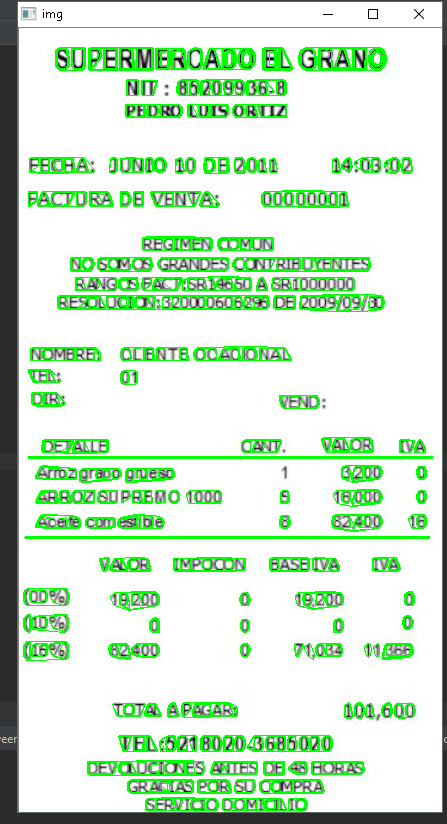 img
SUPERMERCADO EL GRANO
NIT : 85209936-8
PEDRO LUIS ORTIZ
FECHA: JUNIO 10 DE 2011 14:03:02
FACTURA DE VENTA: 00000001
REGIMEN COMUN
NO SOMOS GRANDES CONTRIBUYENTES
RANGOS FACT:SR14650 A SR1000000
RESOLUCION:320000606296 DE 2009/09/30
NOMBRE: CLIENTE OCACIONAL
TEL: 01
DIR: VEND:
DETALLE CANT. VALOR IVA
Arroz grano grueso 1 3,200 0
ARROZ SUPREMO 1000 5 16,000 0
Aceite comestible 8 82,400 16
VALOR IMPOCON BASE IVA IVA
(00%) 19,200 0 19,200 0
(10%) 0 0 0 0
(16%) 82,400 0 71,034 11,366
TOTAL A PAGAR: 101,600
TEL:5218020-3685020
DEVOLUCIONES ANTES DE 48 HORAS
GRACIAS POR SU COMPRA
SERVICIO DOMICILIO